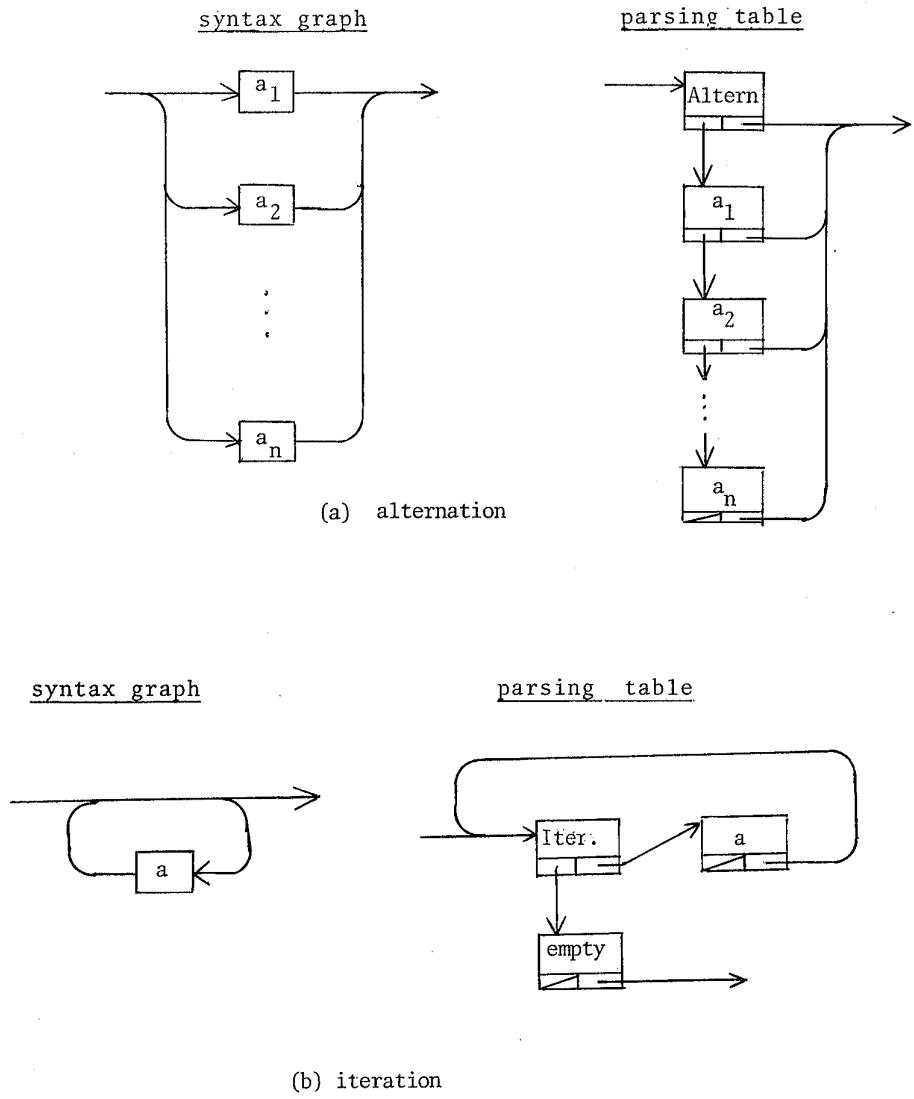 syntax graph
parsing table
a1
a2
an
Altern
a1
a2
an
(a) alternation
syntax graph
parsing table
a
Iter.
a
empty
(b) iteration